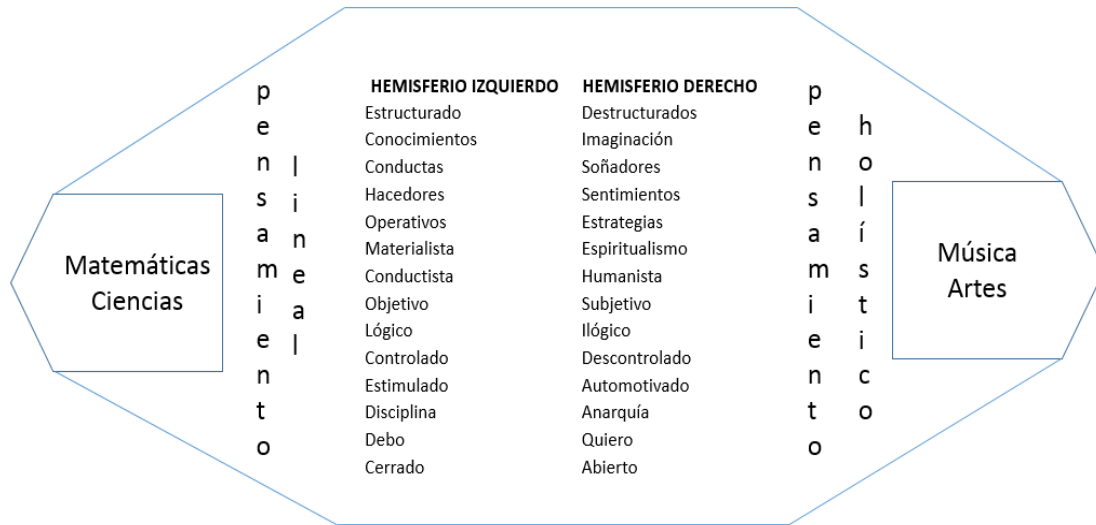 HEMISFERIO IZQUIERDO HEMISFERIO DERECHO
Estructurado Destructurados
Conocimientos Imaginación
Conductas Soñadores
Hacedores Sentimientos
Operativos Estrategias
Materialista Espiritualismo
Conductista Humanista
Objetivo Subjetivo
Lógico Ilógico
Controlado Descontrolado
Estimulado Automotivado
Disciplina Anarquía
Debo Quiero
Cerrado Abierto
Matemáticas
Ciencias
pensamiento
lineal
pensamiento
holístico
Música
Artes